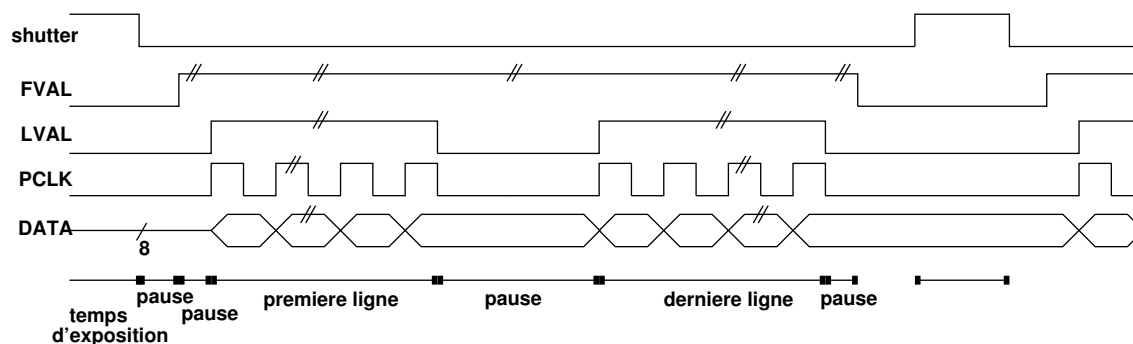 shutter
FVAL
LVAL
PCLK
DATA
8
pause
pause
premiere ligne
pause
derniere ligne
pause
temps
d'exposition